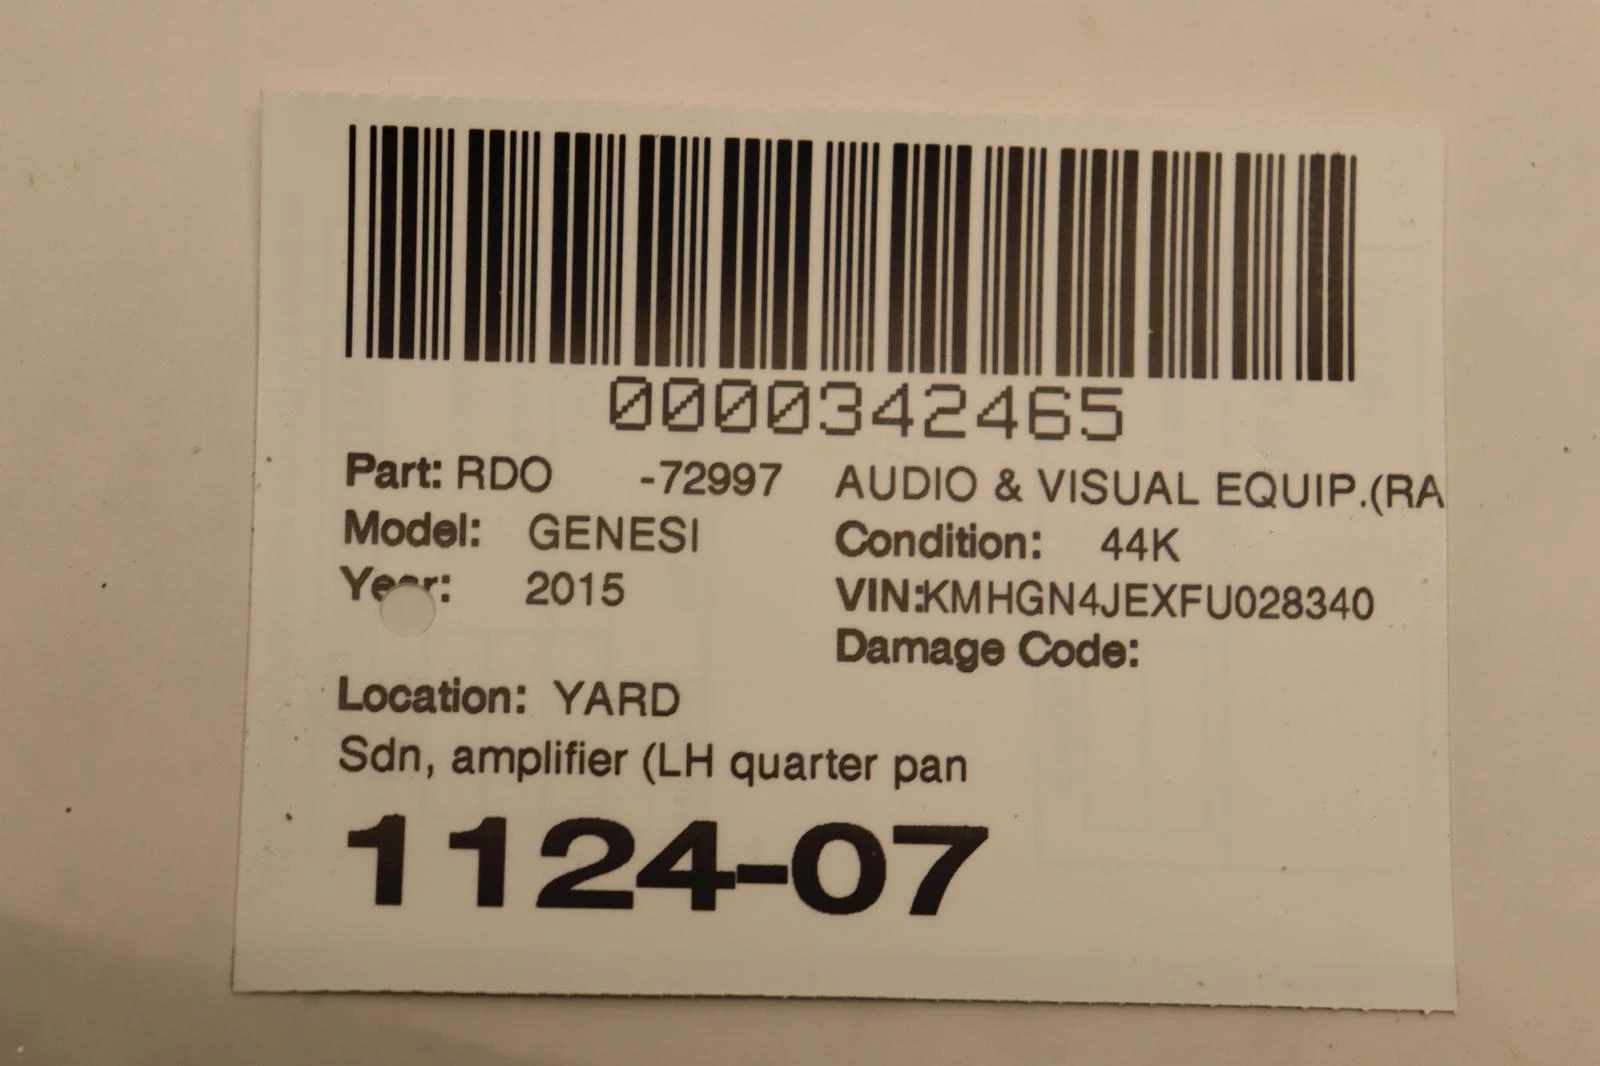 0000342465
Part: RDO -72997 AUDIO & VISUAL EQUIP.(RA
Model: GENESI Condition: 44K
Year: 2015 VIN:KMHGN4JEXFU028340
Damage Code:
Location: YARD
Sdn, amplifier (LH quarter pan
1124-07